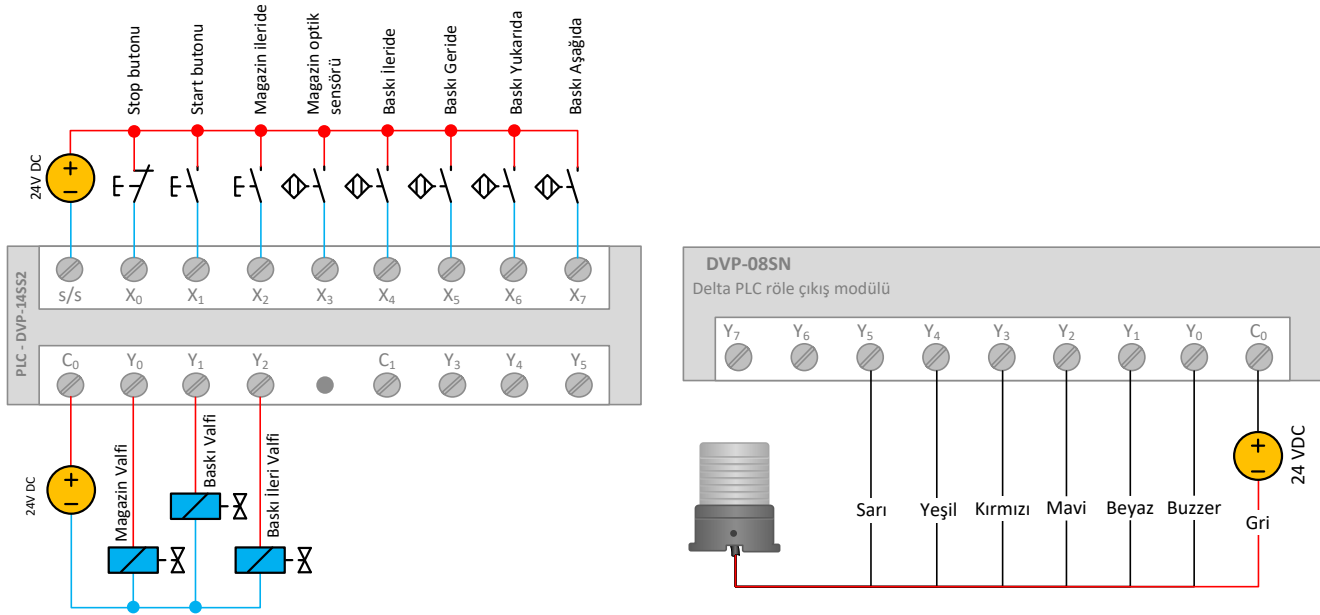 Stop butonu
Start butonu
Magazin ileride
Magazin optik
sensörü
Baskı İleride
Baskı Geride
Baskı Yukarıda
Baskı Aşağıda
24V DC
PLC - DVP-14SS2
s/s X₀ X₁ X₂ X₃ X₄ X₅ X₆ X₇
C₀ Y₀ Y₁ Y₂ C₁ Y₃ Y₄ Y₅
24V DC
Magazin Valfi
Baskı Valfi
Baskı İleri Valfi
DVP-08SN
Delta PLC röle çıkış modülü
Y₇ Y₆ Y₅ Y₄ Y₃ Y₂ Y₁ Y₀ C₀
24 VDC
Sarı Yeşil Kırmızı Mavi Beyaz Buzzer Gri